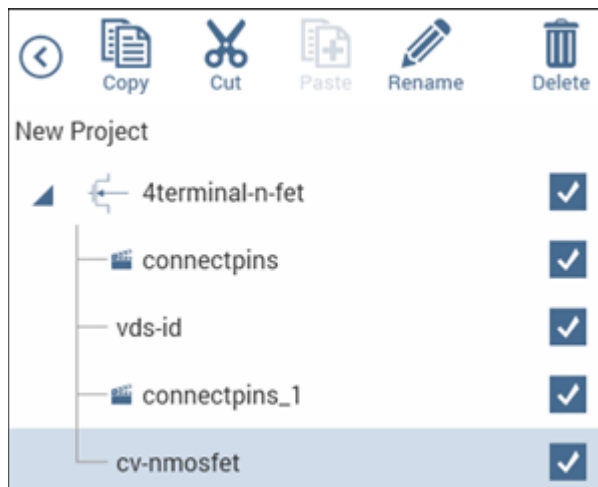 Copy Cut Paste Rename Delete
New Project
4terminal-n-fet
connectpins
vds-id
connectpins_1
cv-nmosfet